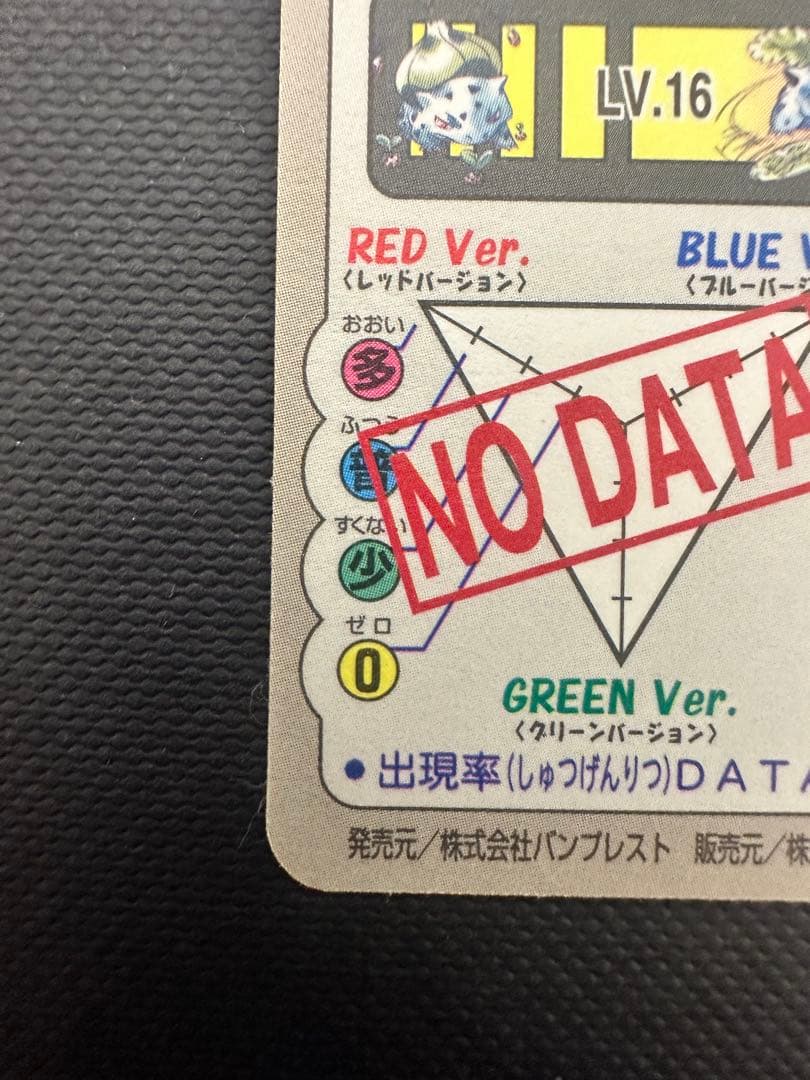 LV.16
RED Ver.
〈レッドバージョン〉
BLUE V
〈ブルーバージ
おおい
多
ふつう
普
すくない
少
ゼロ
0
NO DATA
GREEN Ver.
〈グリーンバージョン〉
●出現率(しゅつげんりつ)DATA
発売元／株式会社バンプレスト 販売元／株